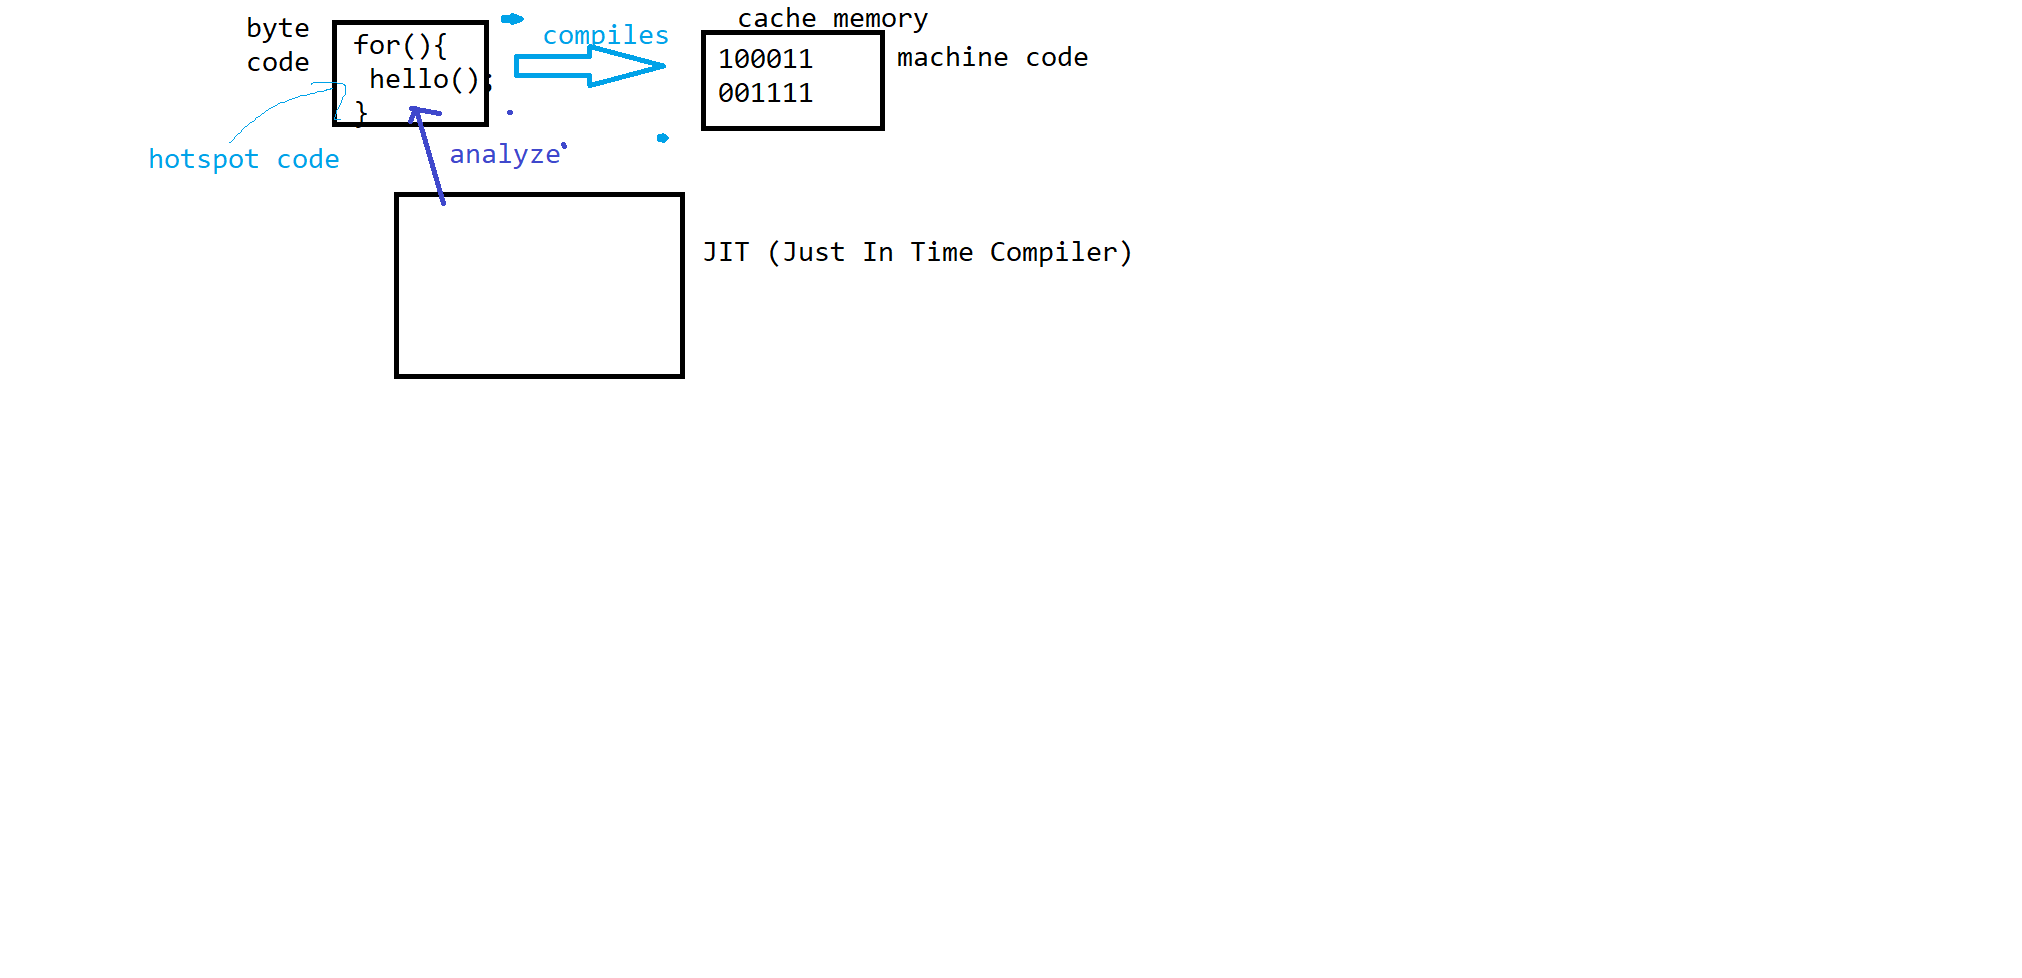 byte
code
for(){
hello();
}
hotspot code
compiles
analyze
cache memory
100011
001111
machine code
JIT (Just In Time Compiler)